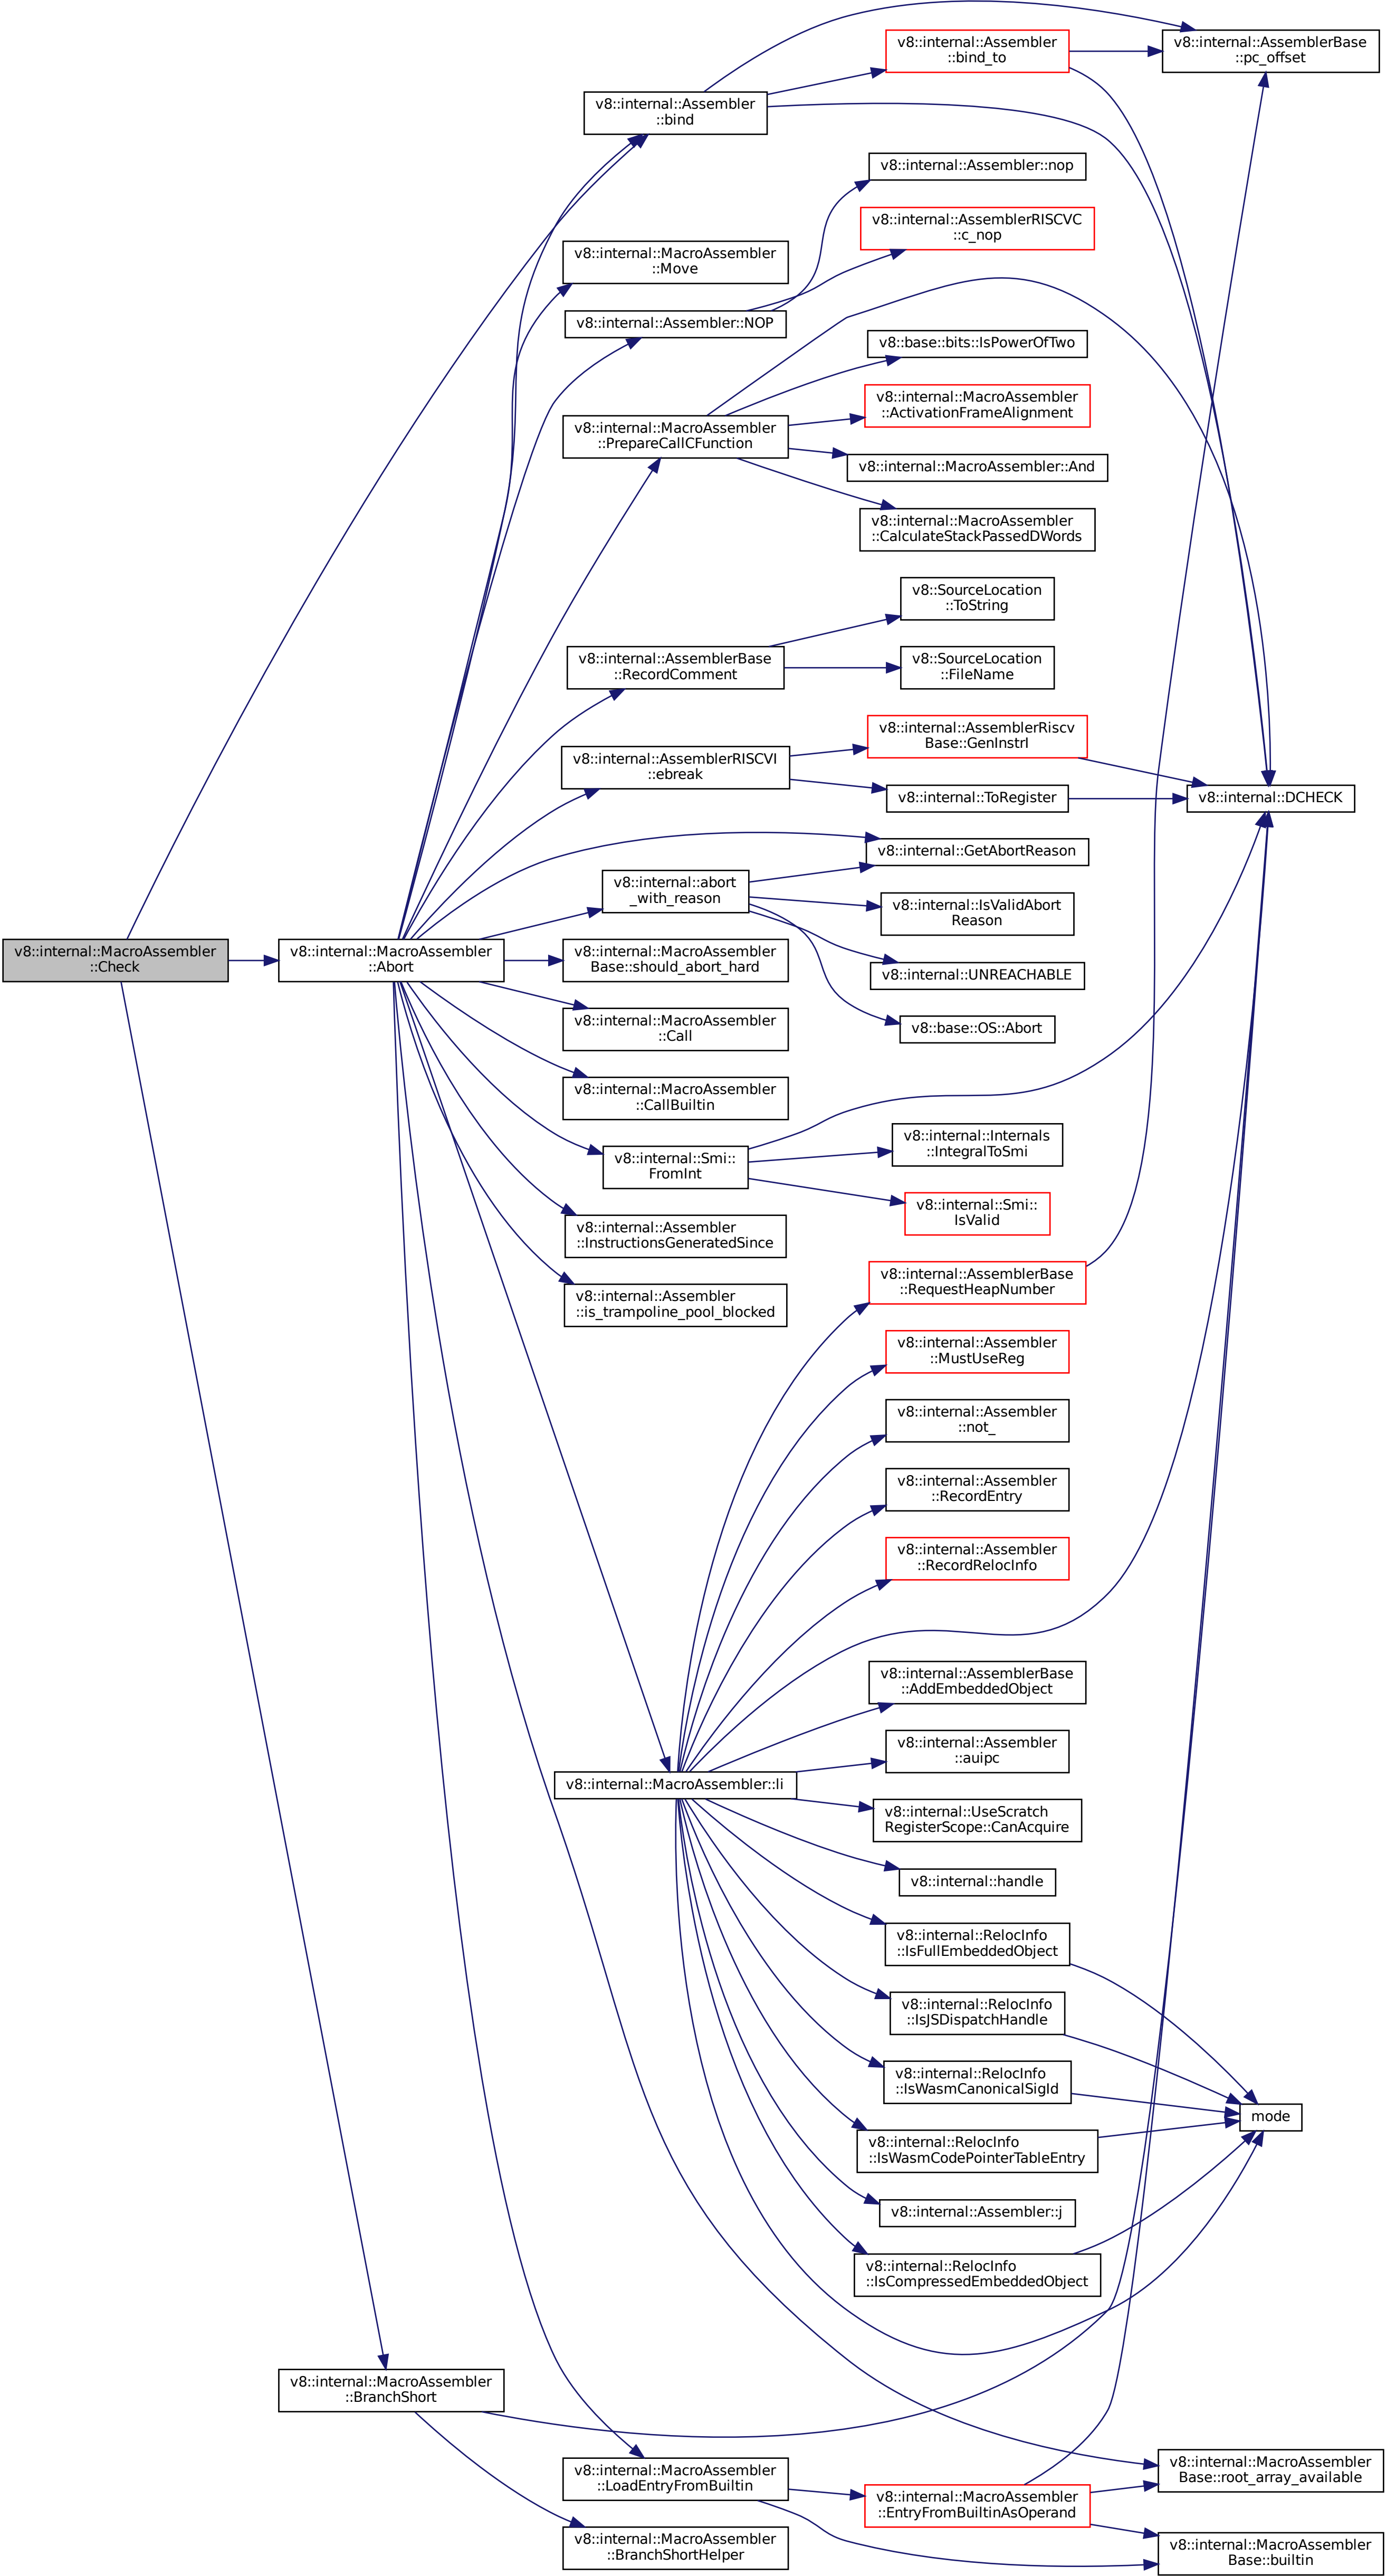 v8::internal::AssemblerBase
::pc_offset
v8::internal::Assembler
::bind_to
v8::internal::Assembler
::bind
v8::internal::Assembler::nop
v8::internal::AssemblerRISCVC
::c_nop
v8::internal::MacroAssembler
::Move
v8::internal::Assembler::NOP
v8::base::bits::IsPowerOfTwo
v8::internal::MacroAssembler
::ActivationFrameAlignment
v8::internal::MacroAssembler
::PrepareCallCFunction
v8::internal::MacroAssembler::And
v8::internal::MacroAssembler
::CalculateStackPassedDWords
v8::SourceLocation
::ToString
v8::internal::AssemblerBase
::RecordComment
v8::SourceLocation
::FileName
v8::internal::AssemblerRiscv
Base::GenInstrI
v8::internal::AssemblerRISCVI
::ebreak
v8::internal::ToRegister
v8::internal::DCHECK
v8::internal::GetAbortReason
v8::internal::abort
_with_reason
v8::internal::IsValidAbort
Reason
v8::internal::MacroAssembler
::Check
v8::internal::MacroAssembler
::Abort
v8::internal::MacroAssembler
Base::should_abort_hard
v8::internal::UNREACHABLE
v8::internal::MacroAssembler
::Call
v8::base::OS::Abort
v8::internal::MacroAssembler
::CallBuiltin
v8::internal::Internals
::IntegralToSmi
v8::internal::Smi::
FromInt
v8::internal::Smi::
IsValid
v8::internal::Assembler
::InstructionsGeneratedSince
v8::internal::AssemblerBase
::RequestHeapNumber
v8::internal::Assembler
::is_trampoline_pool_blocked
v8::internal::Assembler
::MustUseReg
v8::internal::Assembler
::not_
v8::internal::Assembler
::RecordEntry
v8::internal::Assembler
::RecordRelocInfo
v8::internal::AssemblerBase
::AddEmbeddedObject
v8::internal::Assembler
::auipc
v8::internal::MacroAssembler::li
v8::internal::UseScratch
RegisterScope::CanAcquire
v8::internal::handle
v8::internal::RelocInfo
::IsFullEmbeddedObject
v8::internal::RelocInfo
::IsJSDispatchHandle
v8::internal::RelocInfo
::IsWasmCanonicalSigId
mode
v8::internal::RelocInfo
::IsWasmCodePointerTableEntry
v8::internal::Assembler::j
v8::internal::RelocInfo
::IsCompressedEmbeddedObject
v8::internal::MacroAssembler
::BranchShort
v8::internal::MacroAssembler
::LoadEntryFromBuiltin
v8::internal::MacroAssembler
Base::root_array_available
v8::internal::MacroAssembler
::EntryFromBuiltinAsOperand
v8::internal::MacroAssembler
::BranchShortHelper
v8::internal::MacroAssembler
Base::builtin